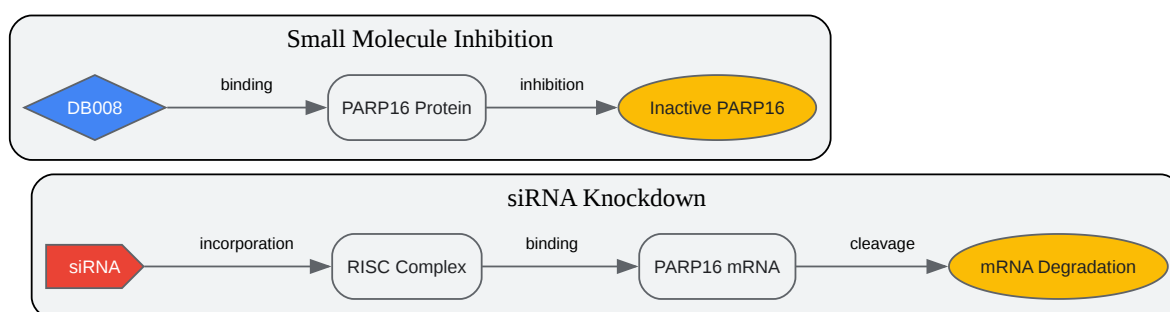 Small Molecule Inhibition
DB008
binding
PARP16 Protein
inhibition
Inactive PARP16
siRNA Knockdown
siRNA
incorporation
RISC Complex
binding
PARP16 mRNA
cleavage
mRNA Degradation